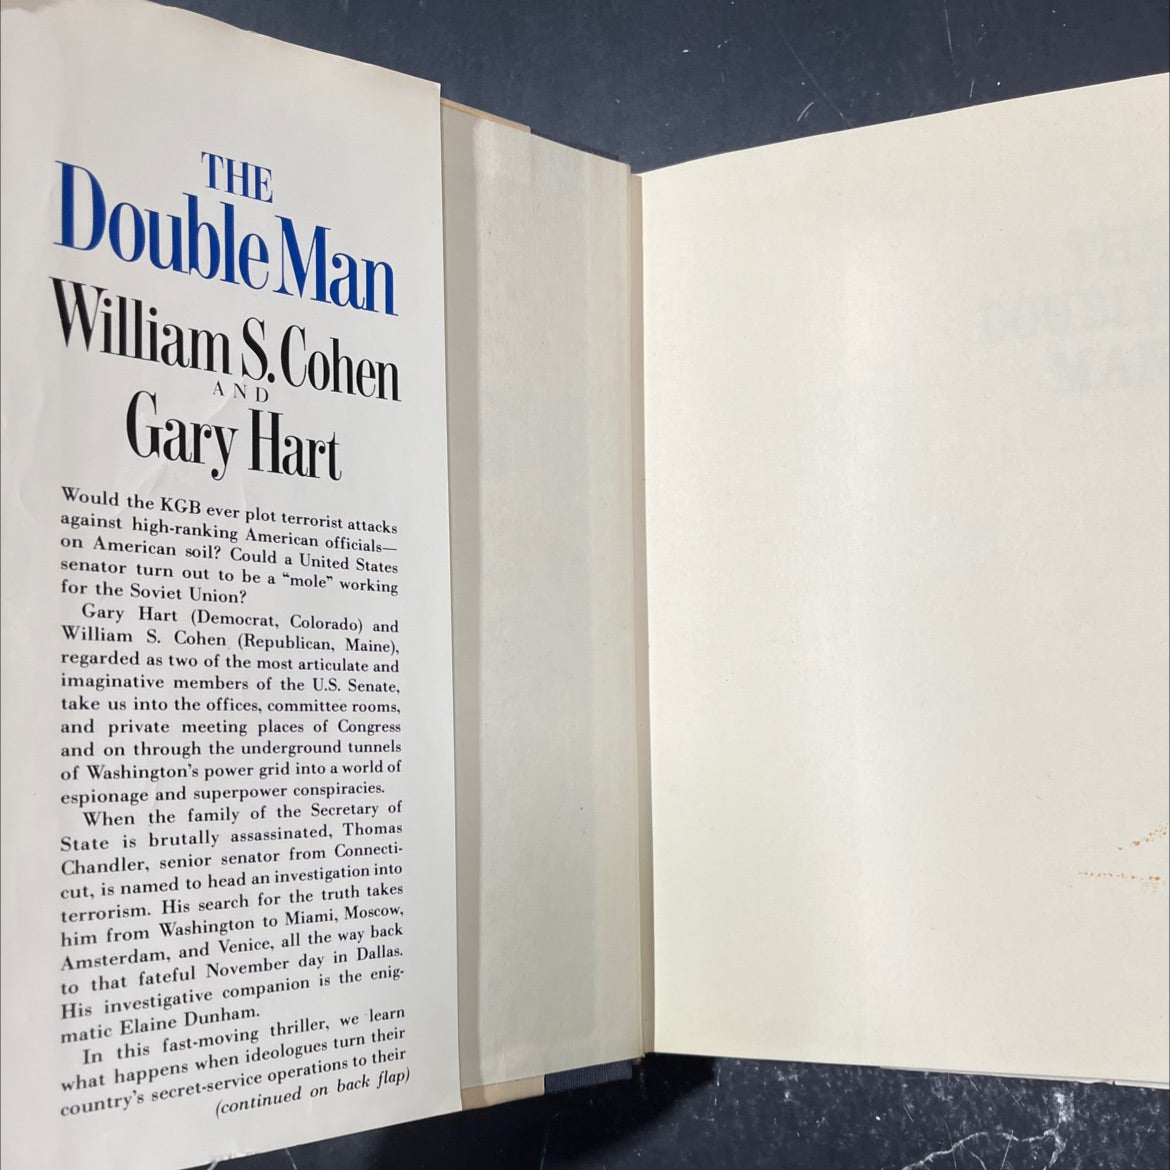 THE
Double Man
William S. Cohen
AND
Gary Hart
Would the KGB ever plot terrorist attacks
against high-ranking American officials—
on American soil? Could a United States
senator turn out to be a “mole” working
for the Soviet Union?
Gary Hart (Democrat, Colorado) and
William S. Cohen (Republican, Maine),
regarded as two of the most articulate and
imaginative members of the U.S. Senate,
take us into the offices, committee rooms,
and private meeting places of Congress
and on through the underground tunnels
of Washington’s power grid into a world of
espionage and superpower conspiracies.
When the family of the Secretary of
State is brutally assassinated, Thomas
Chandler, senior senator from Connecti-
cut, is named to head an investigation into
terrorism. His search for the truth takes
him from Washington to Miami, Moscow,
Amsterdam, and Venice, all the way back
to that fateful November day in Dallas.
His investigative companion is the enig-
matic Elaine Dunham.
In this fast-moving thriller, we learn
what happens when ideologues turn their
country’s secret-service operations to their
(continued on back flap)